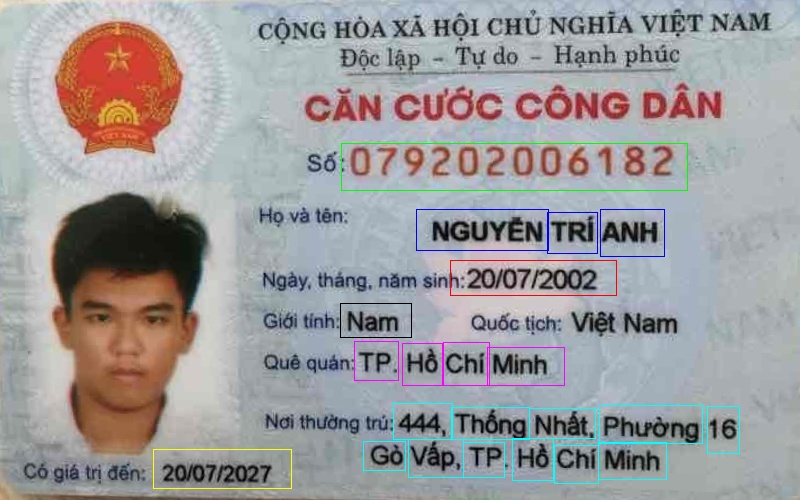 CỘNG HÒA XÃ HỘI CHỦ NGHĨA VIỆT NAM
Độc lập - Tự do - Hạnh phúc
CĂN CƯỚC CÔNG DÂN
Số: 079202006182
Họ và tên:
NGUYỄN TRÍ ANH
Ngày, tháng, năm sinh: 20/07/2002
Giới tính: Nam Quốc tịch: Việt Nam
Quê quán: TP. Hồ Chí Minh
Nơi thường trú: 444, Thống Nhất, Phường 16
Gò Vấp, TP. Hồ Chí Minh
Có giá trị đến: 20/07/2027